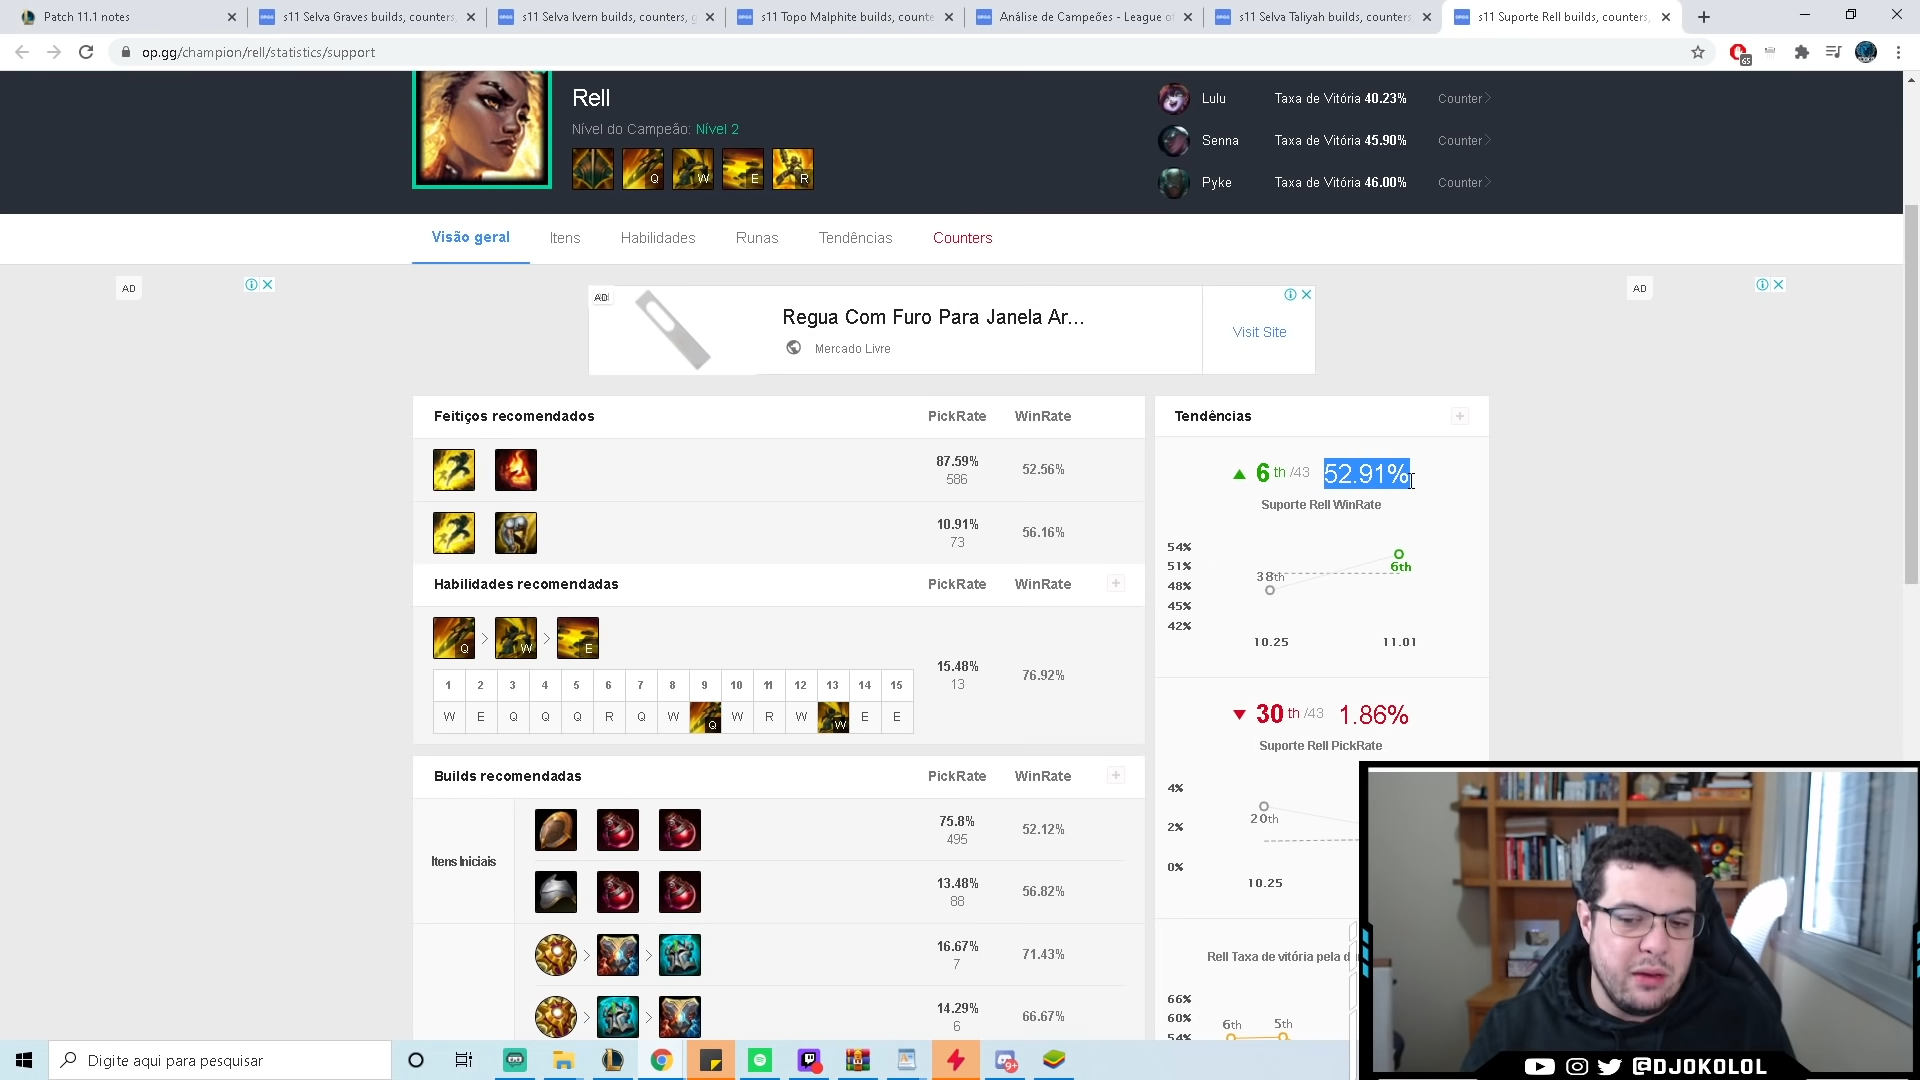 Patch 11.1 notes
s11 Selva Graves builds, counters,
s11 Selva Ivern builds, counters, g
s11 Topo Malphite builds, counte
Análise de Campeões - League of
s11 Selva Taliyah builds, counters
s11 Suporte Rell builds, counters,
op.gg/champion/rell/statistics/support
65
Rell
Nível do Campeão: Nível 2
Q
W
E
R
Lulu Taxa de Vitória 40.23% Counter
Senna Taxa de Vitória 45.90% Counter
Pyke Taxa de Vitória 46.00% Counter
Visão geral
Itens
Habilidades
Runas
Tendências
Counters
AD
AD
AD
Regua Com Furo Para Janela Ar...
Mercado Livre
Visit Site
Feitiços recomendados PickRate WinRate
87.59%
586
52.56%
10.91%
73
56.16%
Habilidades recomendadas PickRate WinRate
Q
W
E
1 2 3 4 5 6 7 8 9 10 11 12 13 14 15
W E Q Q Q R Q W Q W R W W E E
15.48%
13
76.92%
Builds recomendadas PickRate WinRate
Itens Iniciais
75.8%
495
52.12%
13.48%
88
56.82%
16.67%
7
71.43%
14.29%
6
66.67%
Tendências
6 th /43 52.91%
Suporte Rell WinRate
54%
51%
48%
45%
42%
38th
6th
10.25
11.01
30 th /43 1.86%
Suporte Rell PickRate
4%
2%
0%
20th
10.25
Rell Taxa de vitória pela d
66%
60%
54%
6th
5th
Digite aqui para pesquisar
9+
@DJOKOLOL